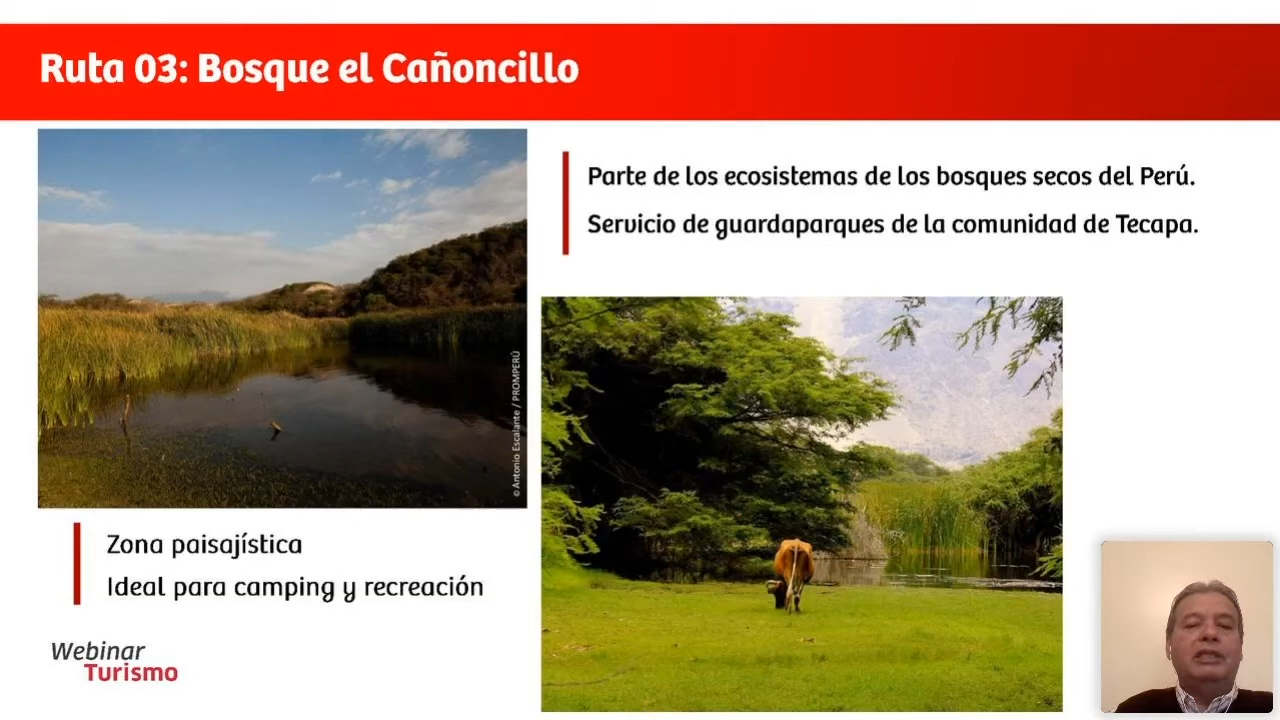 Ruta 03: Bosque el Cañoncillo
Parte de los ecosistemas de los bosques secos del Perú.
Servicio de guardaparques de la comunidad de Tecapa.
© Antonio Escalante / PROMPERÚ
Zona paisajística
Ideal para camping y recreación
Webinar
Turismo